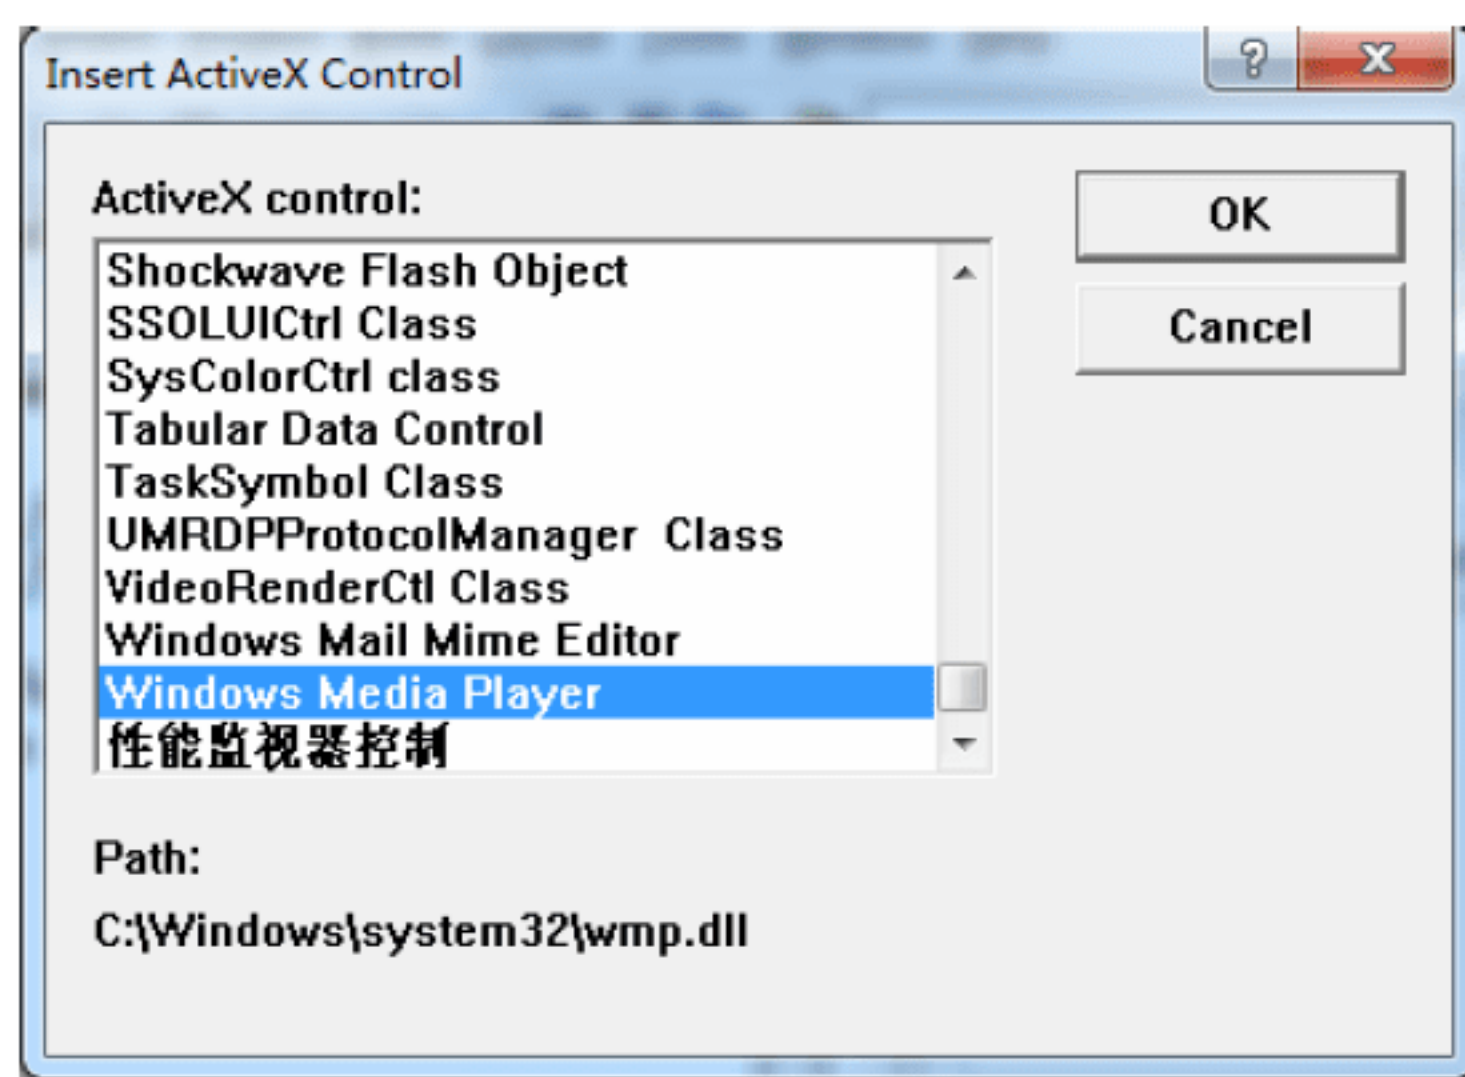 Insert ActiveX Control
ActiveX control:
Shockwave Flash Object
SSOLUICtrl Class
SysColorCtrl class
Tabular Data Control
TaskSymbol Class
UMRDPProtocolManager  Class
VideoRenderCtl Class
Windows Mail Mime Editor
Windows Media Player
性能监视器控制
OK
Cancel
Path:
C:\Windows\system32\wmp.dll